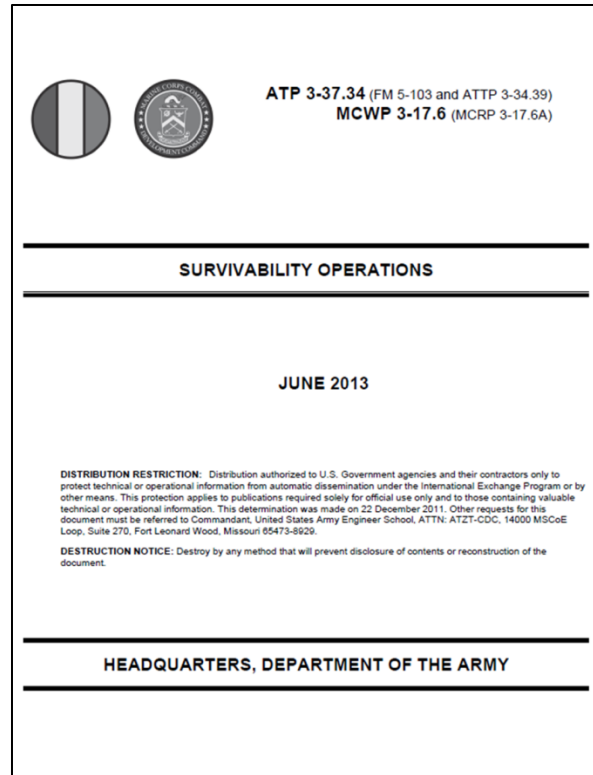 ATP 3-37.34 (FM 5-103 and ATTP 3-34.39)
MCWP 3-17.6 (MCRP 3-17.6A)
MARINE CORPS COMBAT
DEVELOPMENT COMMAND
SURVIVABILITY OPERATIONS
JUNE 2013
DISTRIBUTION RESTRICTION: Distribution authorized to U.S. Government agencies and their contractors only to
protect technical or operational information from automatic dissemination under the International Exchange Program or by
other means. This protection applies to publications required solely for official use only and to those containing valuable
technical or operational information. This determination was made on 22 December 2011. Other requests for this
document must be referred to Commandant, United States Army Engineer School, ATTN: ATZT-CDC, 14000 MSCoE
Loop, Suite 270, Fort Leonard Wood, Missouri 65473-8929.
DESTRUCTION NOTICE: Destroy by any method that will prevent disclosure of contents or reconstruction of the
document.
HEADQUARTERS, DEPARTMENT OF THE ARMY